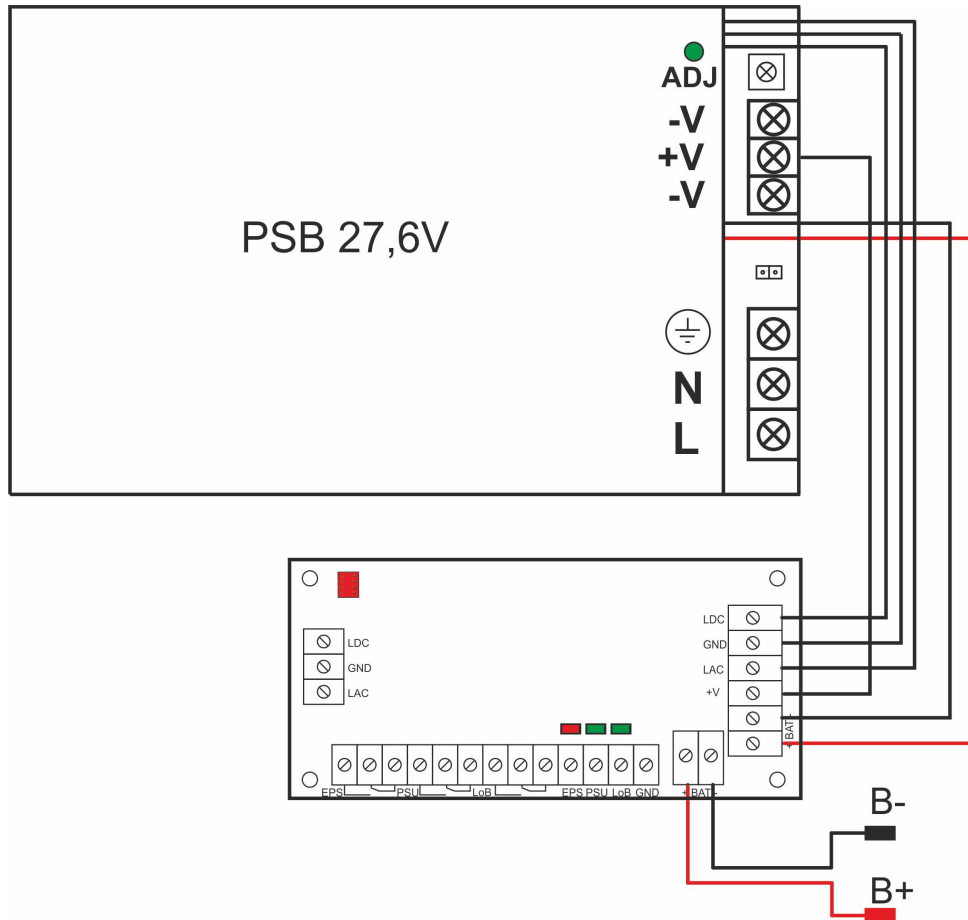 ADJ
-V
+V
-V
PSB 27,6V
N
L
LDC
GND
LAC
+V
+ BAT -
LDC
GND
LAC
EPS PSU LoB EPS PSU LoB GND + BAT -
B-
B+